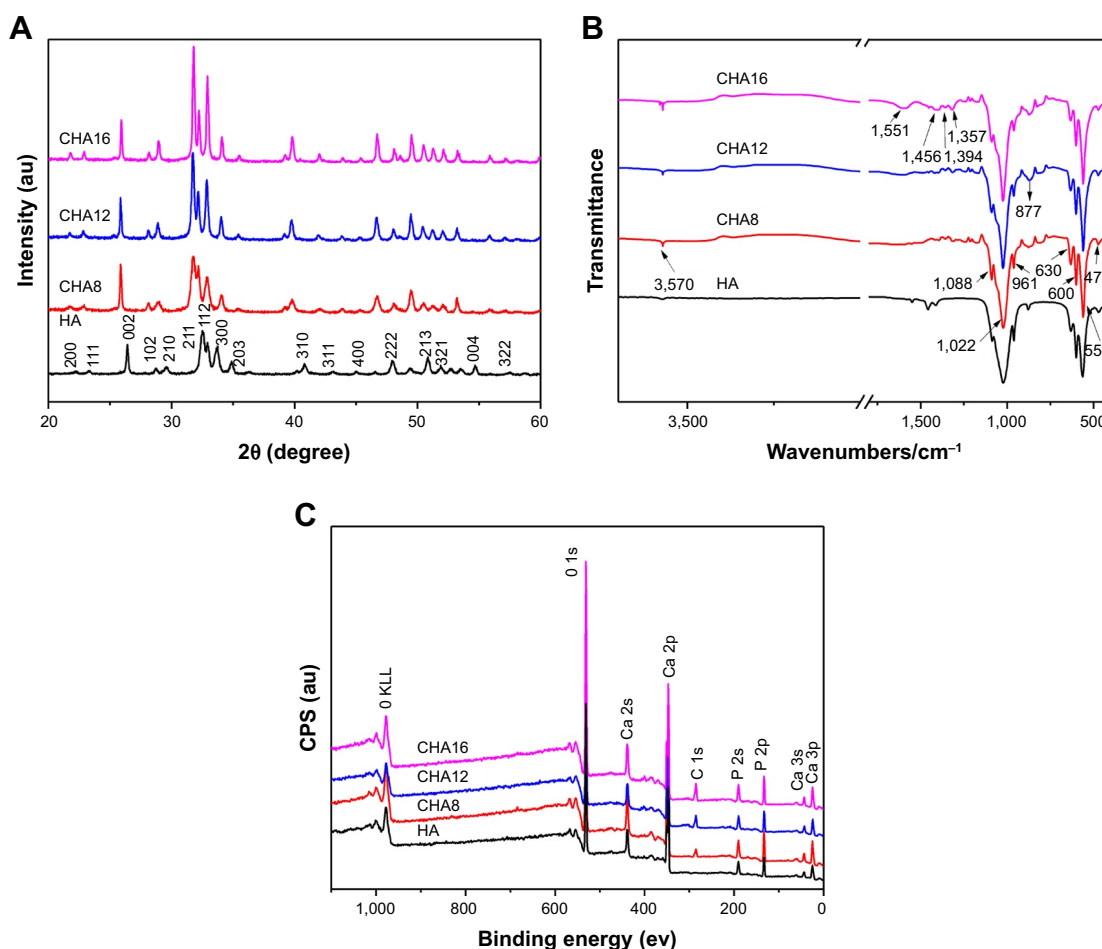 A
Intensity (au)
CHA16
CHA12
CHA8
HA
200
111
002
102
210
211
112
300
203
310
311
400
222
213
321
004
322
20
30
40
50
60
2θ (degree)
B
Transmittance
CHA16
1,551
1,456
1,394
1,357
CHA12
877
CHA8
3,570
HA
1,088
1,022
961
630
600
47
55
3,500
1,500
1,000
500
Wavenumbers/cm⁻¹
C
CPS (au)
0 KLL
0 1s
Ca 2s
Ca 2p
C 1s
P 2s
P 2p
Ca 3s
Ca 3p
CHA16
CHA12
CHA8
HA
1,000
800
600
400
200
0
Binding energy (ev)